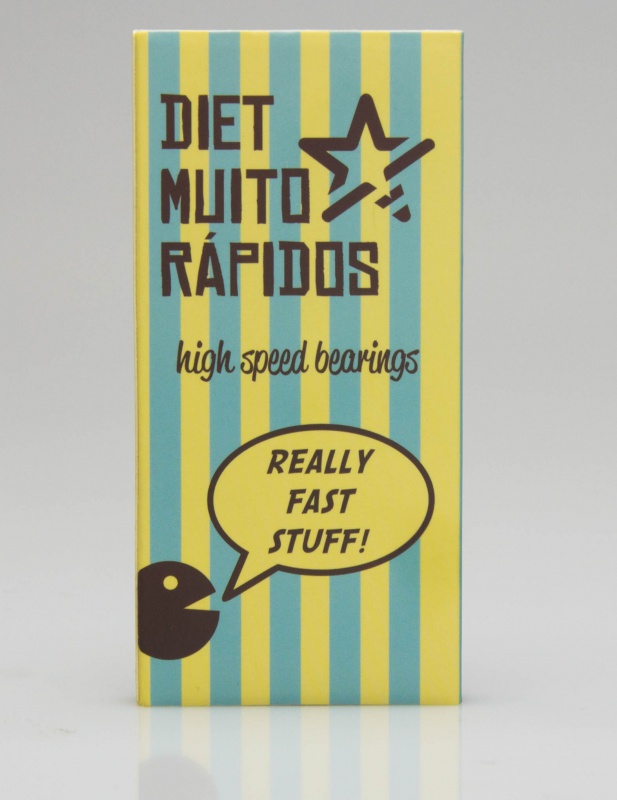 DIET
MUITO
RÁPIDOS
high speed bearings
REALLY
FAST
STUFF!